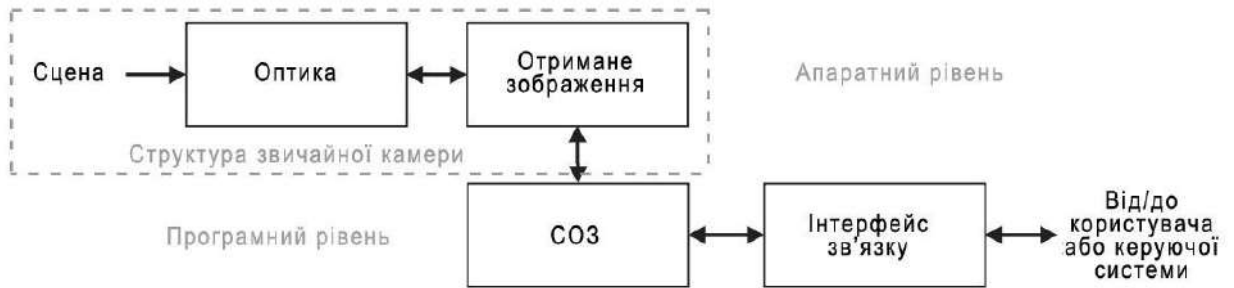 Сцена
Оптика
Отримане
зображення
Апаратний рівень
Структура звичайної камери
Програмний рівень
СОЗ
Інтерфейс
зв'язку
Від/до
користувача
або керуючої
системи